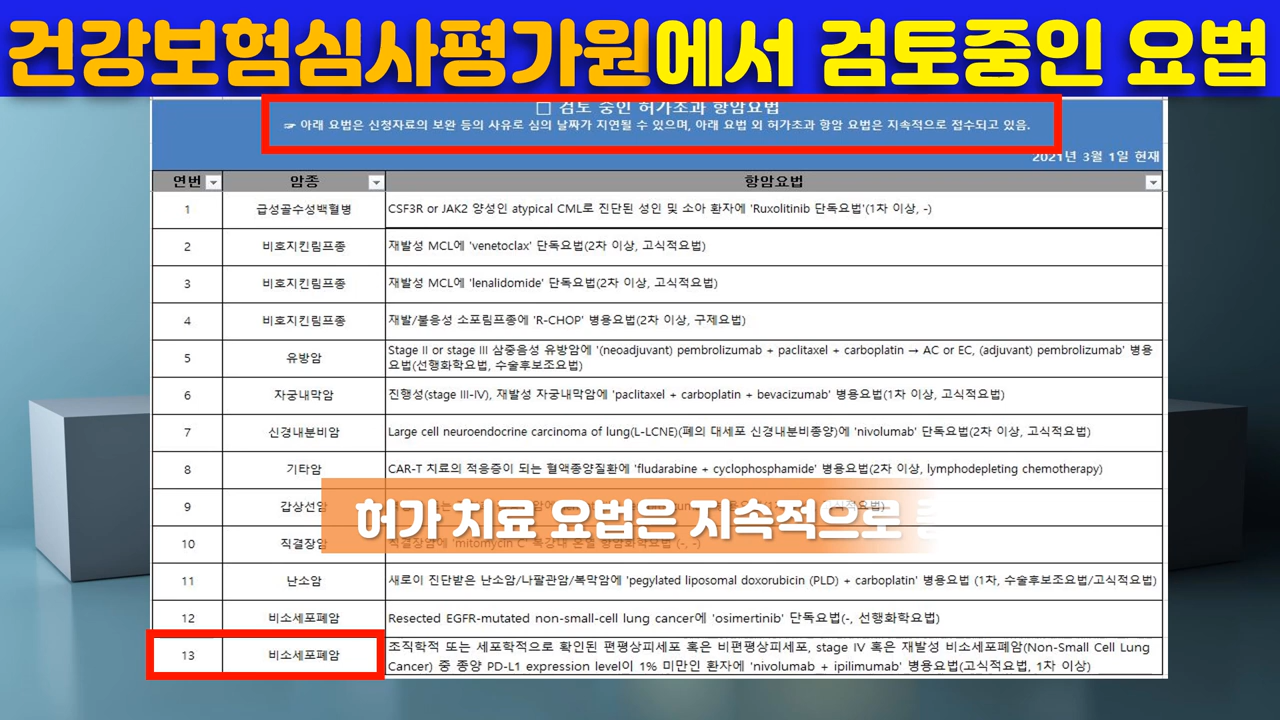 건강보험심사평가원에서 검토중인 요법
□ 검토 중인 허가초과 항암요법
☞ 아래 요법은 신청자료의 보완 등의 사유로 심의 날짜가 지연될 수 있으며, 아래 요법 외 허가초과 항암 요법은 지속적으로 접수되고 있음.
2021년 3월 1일 현재
연번 암종 항암요법
1 급성골수성백혈병 CSF3R or JAK2 양성인 atypical CML로 진단된 성인 및 소아 환자에 'Ruxolitinib 단독요법'(1차 이상, -)
2 비호지킨림프종 재발성 MCL에 'venetoclax' 단독요법(2차 이상, 고식적요법)
3 비호지킨림프종 재발성 MCL에 'lenalidomide' 단독요법(2차 이상, 고식적요법)
4 비호지킨림프종 재발/불응성 소포림프종에 'R-CHOP' 병용요법(2차 이상, 구제요법)
5 유방암 Stage II or stage III 삼중음성 유방암에 '(neoadjuvant) pembrolizumab + paclitaxel + carboplatin → AC or EC, (adjuvant) pembrolizumab' 병용
요법(선행화학요법, 수술후보조요법)
6 자궁내막암 진행성(stage III-IV), 재발성 자궁내막암에 'paclitaxel + carboplatin + bevacizumab' 병용요법(1차 이상, 고식적요법)
7 신경내분비암 Large cell neuroendocrine carcinoma of lung(L-LCNE)(폐의 대세포 신경내분비종양)에 'nivolumab' 단독요법(2차 이상, 고식적요법)
8 기타암 CAR-T 치료의 적응증이 되는 혈액종양질환에 'fludarabine + cyclophosphamide' 병용요법(2차 이상, lymphodepleting chemotherapy)
9 갑상선암
허가 치료 요법은 지속적으로
10 직결장암 직결장암에 'mitomycin C' 복강내 온열 항암화학요법'(-, -)
11 난소암 새로이 진단받은 난소암/나팔관암/복막암에 'pegylated liposomal doxorubicin (PLD) + carboplatin' 병용요법 (1차, 수술후보조요법/고식적요법)
12 비소세포폐암 Resected EGFR-mutated non-small-cell lung cancer에 'osimertinib' 단독요법(-, 선행화학요법)
13 비소세포폐암 조직학적 또는 세포학적으로 확인된 편평상피세포 혹은 비편평상피세포, stage IV 혹은 재발성 비소세포폐암(Non-Small Cell Lung
Cancer) 중 종양 PD-L1 expression level이 1% 미만인 환자에 'nivolumab + ipilimumab' 병용요법(고식적요법, 1차 이상)